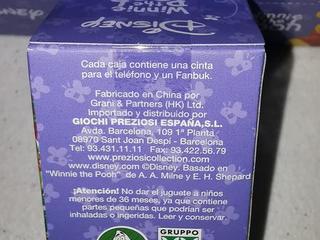 Disney
Winnie
Cada caja contiene una cinta
para el teléfono y un Fanbuk.
Fabricado en China por
Grani & Partners (HK) Ltd.
Importado y distribuido por
GIOCHI PREZIOSI ESPAÑA,S.L.
Avda. Barcelona, 109 1ª Planta
08970 Sant Joan Despí - Barcelona
Tel: 93.431.11.11 Fax: 93.422.56.79
www.preziosicollection.com
www.disney.com ©Disney. Based on
"Winnie the Pooh" de A. A. Milne y E. H. Shepard
¡Atención! No dar el juguete a niños
menores de 36 meses, ya que contiene
partes pequeñas que podrían ser
inhaladas o ingeridas. Leer y conservar.
GRUPPO